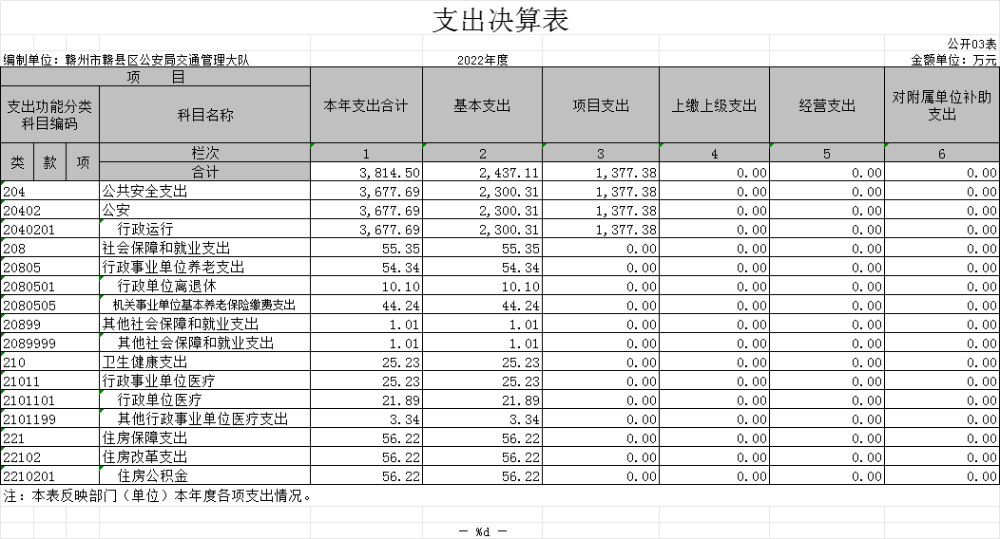 支出决算表
公开03表
编制单位：赣州市赣县区公安局交通管理大队 2022年度 金额单位：万元
项 目 本年支出合计 基本支出 项目支出 上缴上级支出 经营支出 对附属单位补助支出
支出功能分类科目编码 科目名称
类 款 项 栏次 1 2 3 4 5 6
合计 3,814.50 2,437.11 1,377.38 0.00 0.00 0.00
204 公共安全支出 3,677.69 2,300.31 1,377.38 0.00 0.00 0.00
20402 公安 3,677.69 2,300.31 1,377.38 0.00 0.00 0.00
2040201 行政运行 3,677.69 2,300.31 1,377.38 0.00 0.00 0.00
208 社会保障和就业支出 55.35 55.35 0.00 0.00 0.00 0.00
20805 行政事业单位养老支出 54.34 54.34 0.00 0.00 0.00 0.00
2080501 行政单位离退休 10.10 10.10 0.00 0.00 0.00 0.00
2080505 机关事业单位基本养老保险缴费支出 44.24 44.24 0.00 0.00 0.00 0.00
20899 其他社会保障和就业支出 1.01 1.01 0.00 0.00 0.00 0.00
2089999 其他社会保障和就业支出 1.01 1.01 0.00 0.00 0.00 0.00
210 卫生健康支出 25.23 25.23 0.00 0.00 0.00 0.00
21011 行政事业单位医疗 25.23 25.23 0.00 0.00 0.00 0.00
2101101 行政单位医疗 21.89 21.89 0.00 0.00 0.00 0.00
2101199 其他行政事业单位医疗支出 3.34 3.34 0.00 0.00 0.00 0.00
221 住房保障支出 56.22 56.22 0.00 0.00 0.00 0.00
22102 住房改革支出 56.22 56.22 0.00 0.00 0.00 0.00
2210201 住房公积金 56.22 56.22 0.00 0.00 0.00 0.00
注：本表反映部门（单位）本年度各项支出情况。
— %d —